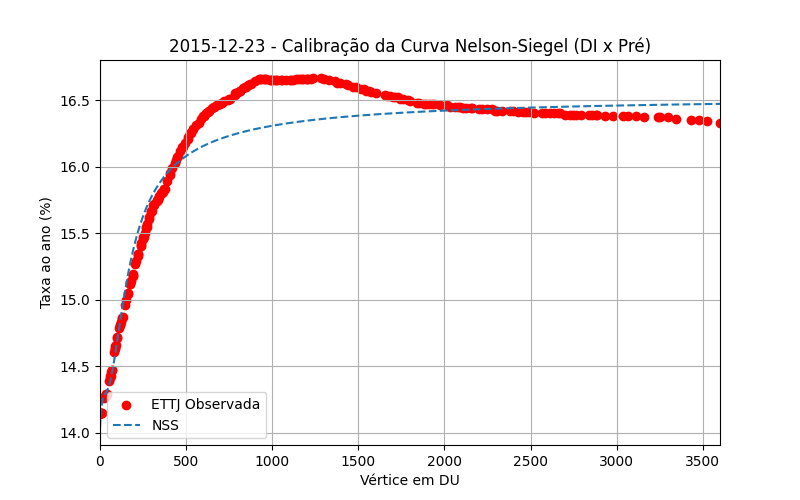 2015-12-23 - Calibração da Curva Nelson-Siegel (DI x Pré)
Taxa ao ano (%)
16.5
16.0
15.5
15.0
14.5
14.0
ETTJ Observada
NSS
0 500 1000 1500 2000 2500 3000 3500
Vértice em DU